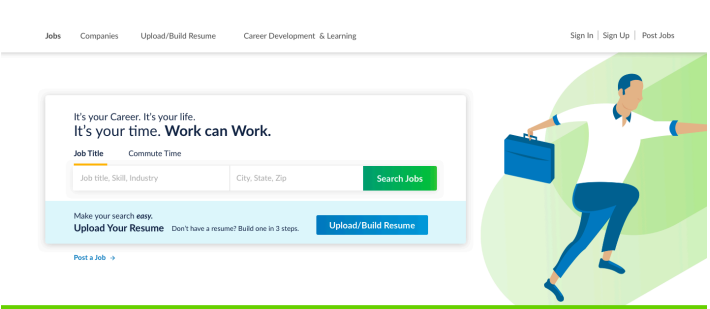 Jobs Companies Upload/Build Resume Career Development & Learning Sign In | Sign Up | Post Jobs
It's your Career. It's your life.
It's your time. Work can Work.
Job Title Commute Time
Job title, Skill, Industry City, State, Zip Search Jobs
Make your search easy.
Upload Your Resume Don't have a resume? Build one in 3 steps. Upload/Build Resume
Post a Job →